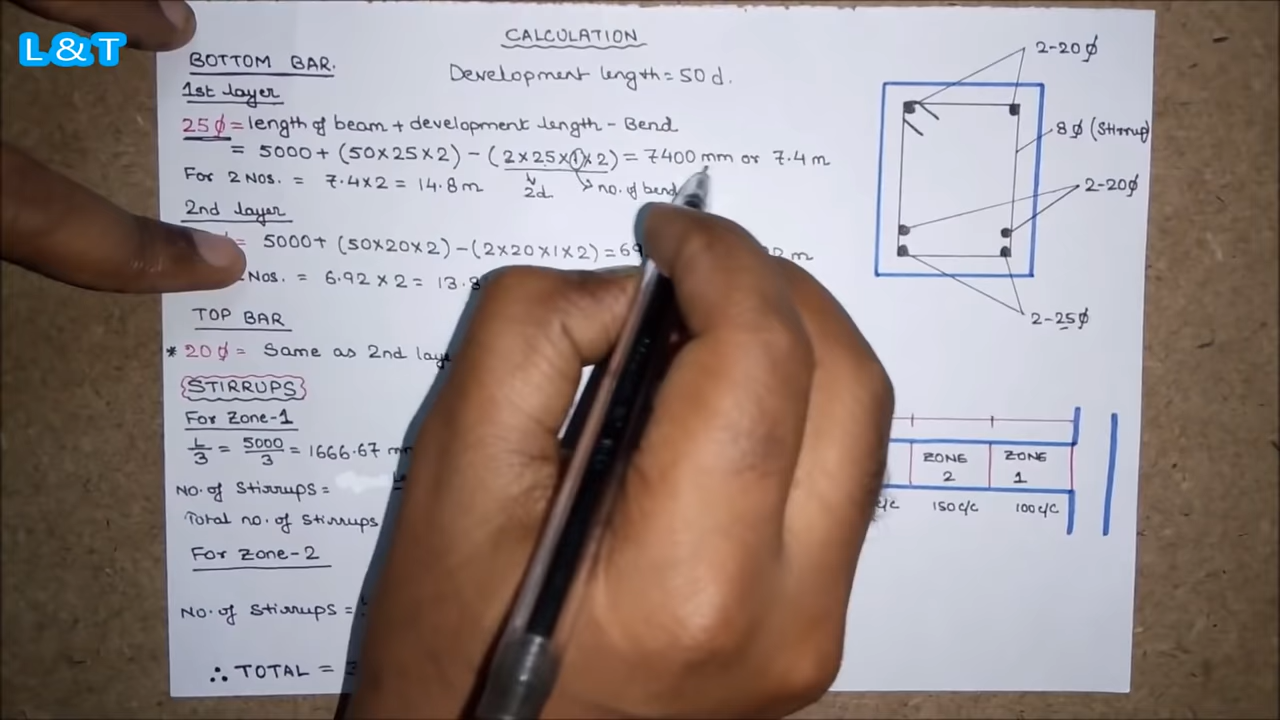 L&T
CALCULATION
BOTTOM BAR.
Development length = 50d.
1st layer
25ϕ = length of beam + development length - Bend
= 5000 + (50×25×2) - (2×25×1×2) = 7400 mm or 7.4 m
For 2 Nos. = 7.4×2 = 14.8 m
2d
no. of bend
2nd layer
= 5000 + (50×20×2) - (2×20×1×2) = 69
m
Nos. = 6.92 × 2 = 13.8
TOP BAR
* 20ϕ = Same as 2nd
STIRRUPS
For Zone-1
L/3 = 5000/3 = 1666.67
No. of Stirrups =
Total no. of Stirrups
For Zone-2
No. of Stirrups =
∴ TOTAL =
2-20ϕ
8ϕ (Stirrup)
2-20ϕ
2-25ϕ
ZONE 2
ZONE 1
150 C/C
100 C/C